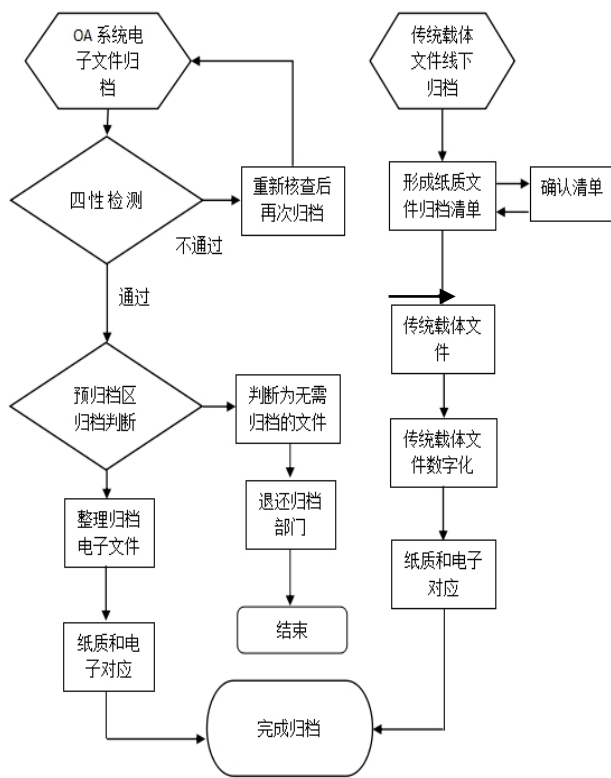 OA 系统电
子文件归
档
传统载体
文件线下
归档
四性检测
重新核查后
再次归档
形成纸质文
件归档清单
确认清单
不通过
通过
传统载体文
件
预归档区
归档判断
判断为无需
归档的文件
传统载体文
件数字化
整理归档
电子文件
退还归档
部门
纸质和电子
对应
纸质和电
子对应
结束
完成归档